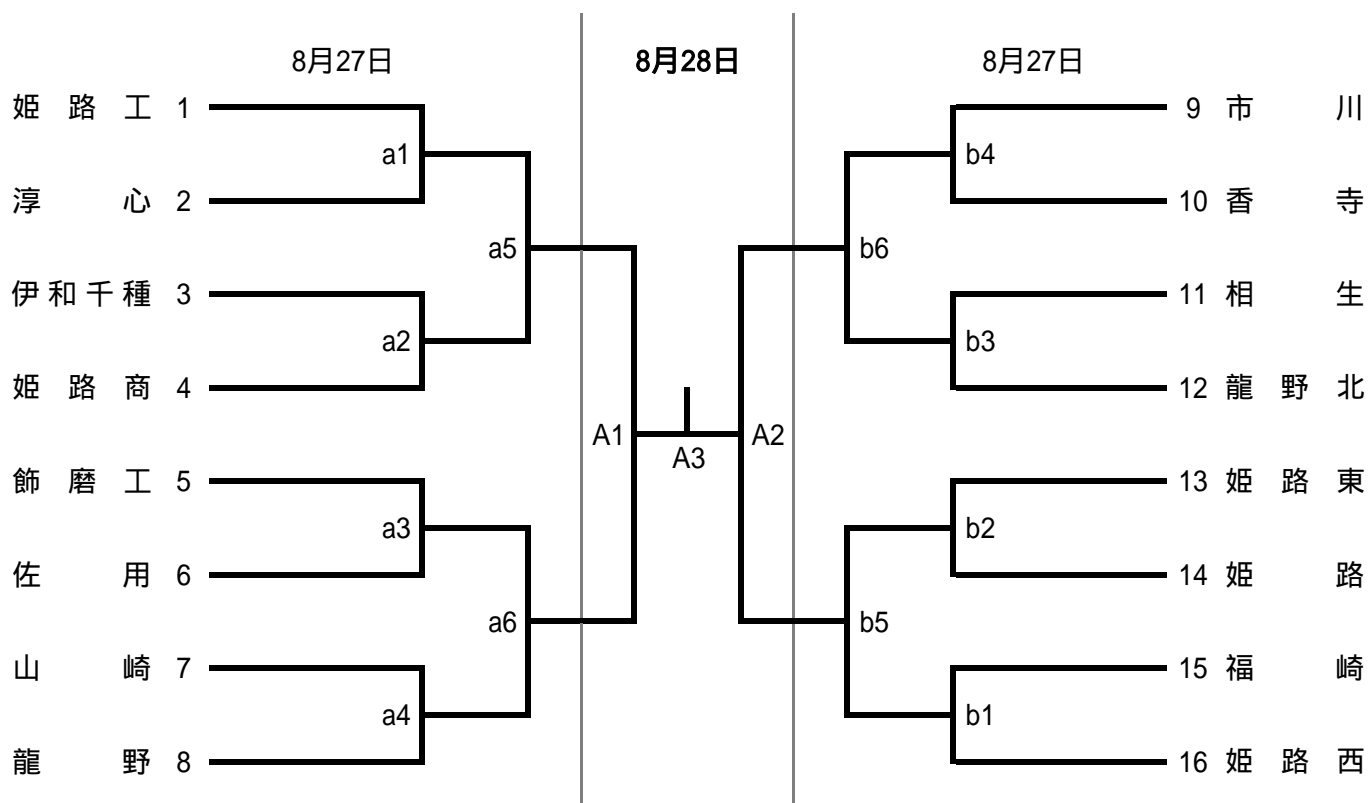 8月27日 8月28日 8月27日
姫路工 1 9 市川
a1 b4
淳心 2 10 香寺
a5 b6
伊和千種 3 11 相生
a2 b3
姫路商 4 12 龍野北
A1 A3 A2
飾磨工 5 13 姫路東
a3 b2
佐用 6 14 姫路
a6 b5
山崎 7 15 福崎
a4 b1
龍野 8 16 姫路西